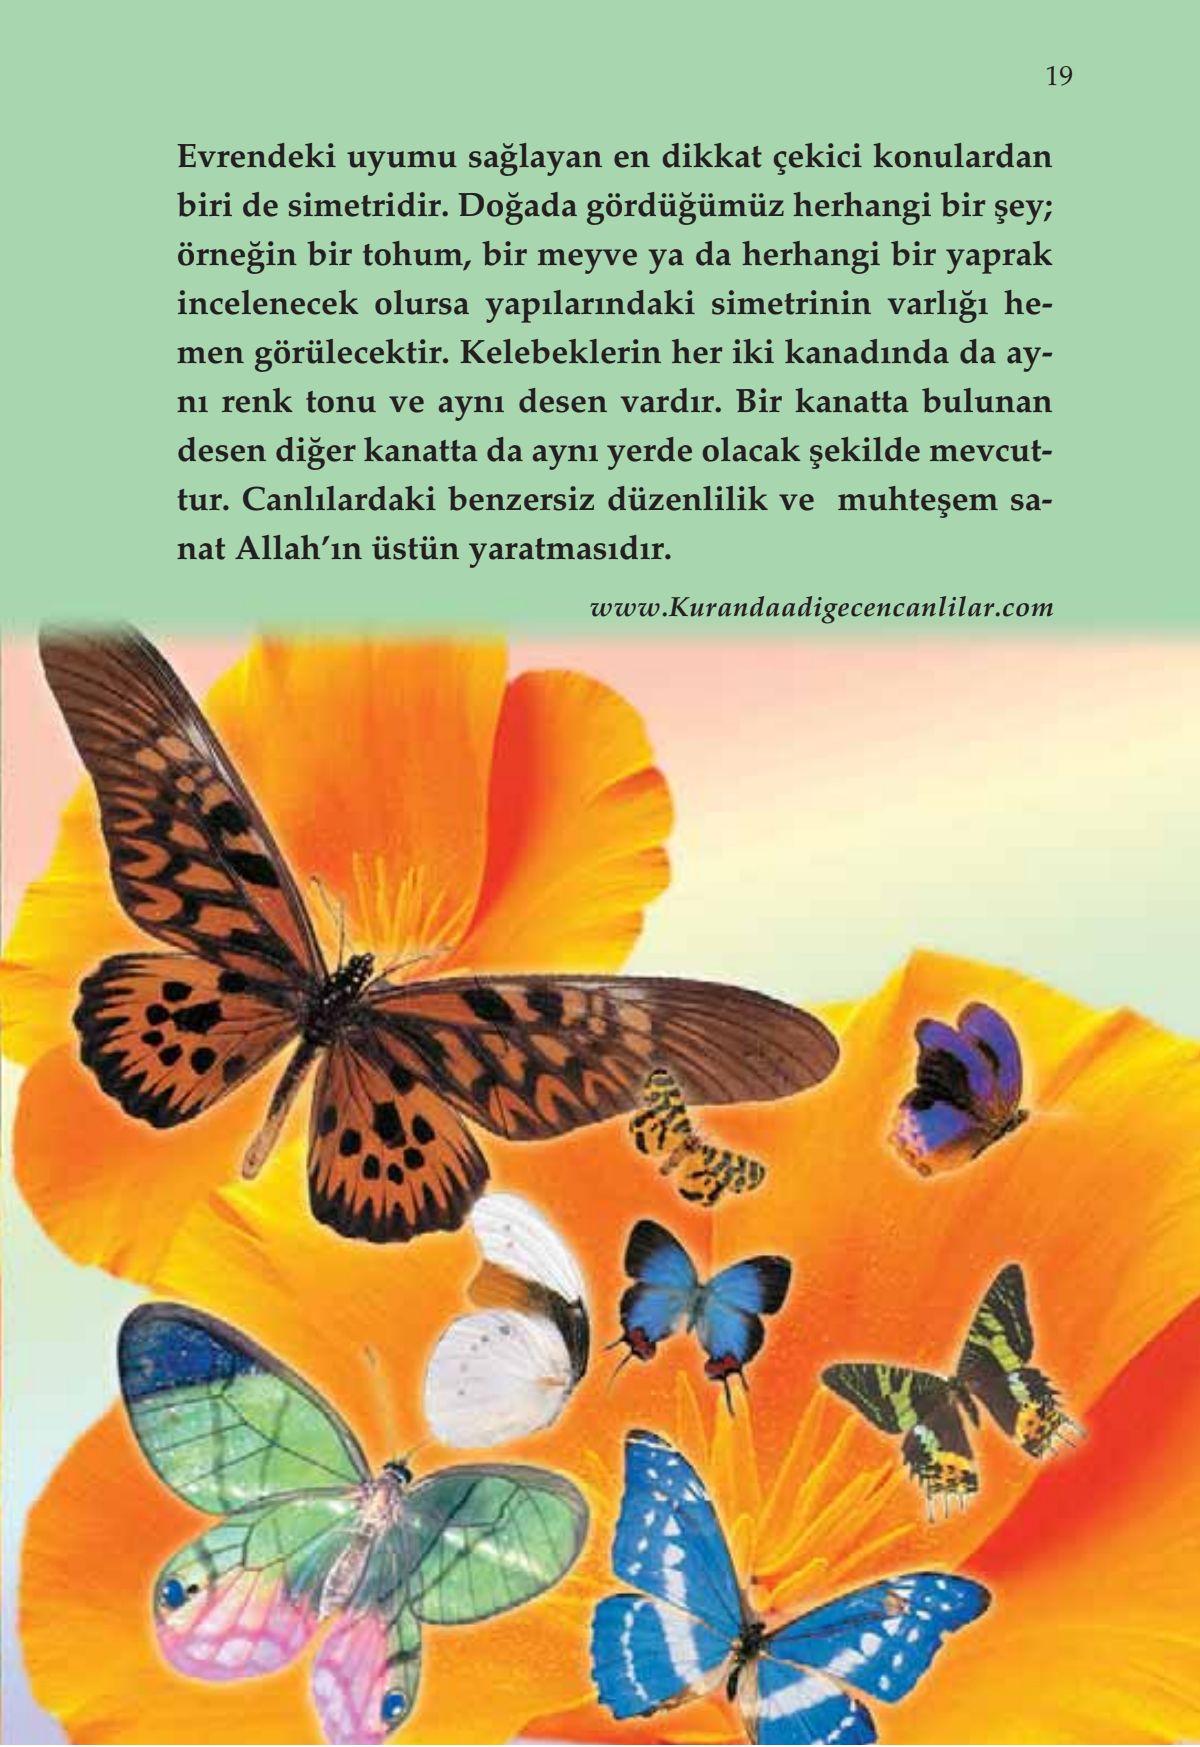 19
Evrendeki uyumu sağlayan en dikkat çekici konulardan
biri de simetridir. Doğada gördüğümüz herhangi bir şey;
örneğin bir tohum, bir meyve ya da herhangi bir yaprak
incelenecek olursa yapılarındaki simetrinin varlığı he-
men görülecektir. Kelebeklerin her iki kanadında da ay-
nı renk tonu ve aynı desen vardır. Bir kanatta bulunan
desen diğer kanatta da aynı yerde olacak şekilde mevcut-
tur. Canlılardaki benzersiz düzenlilik ve muhteşem sa-
nat Allah’ın üstün yaratmasıdır.
www.Kurandaadigecencanlilar.com